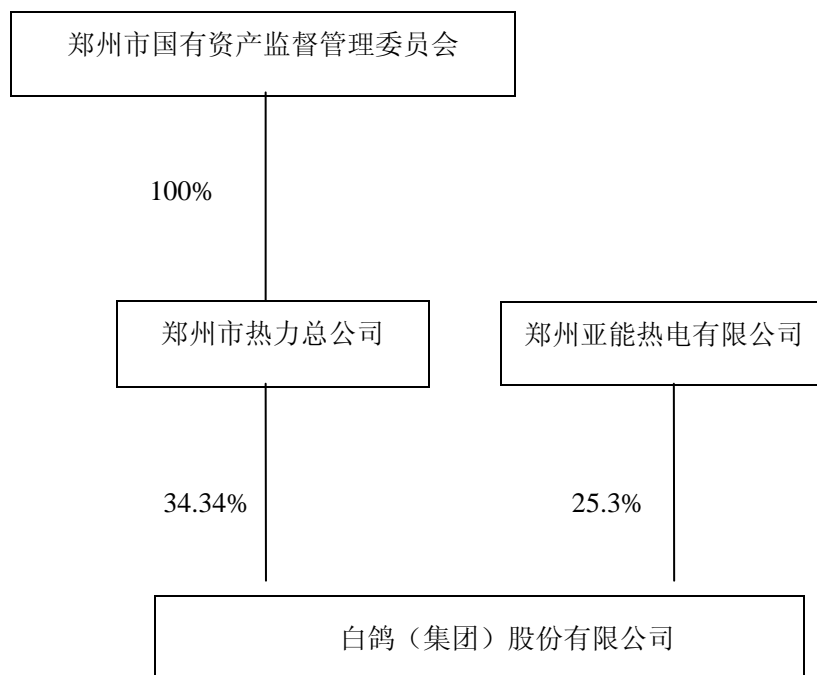 郑州市国有资产监督管理委员会
100%
郑州市热力总公司
郑州亚能热电有限公司
34.34%
25.3%
白鸽（集团）股份有限公司